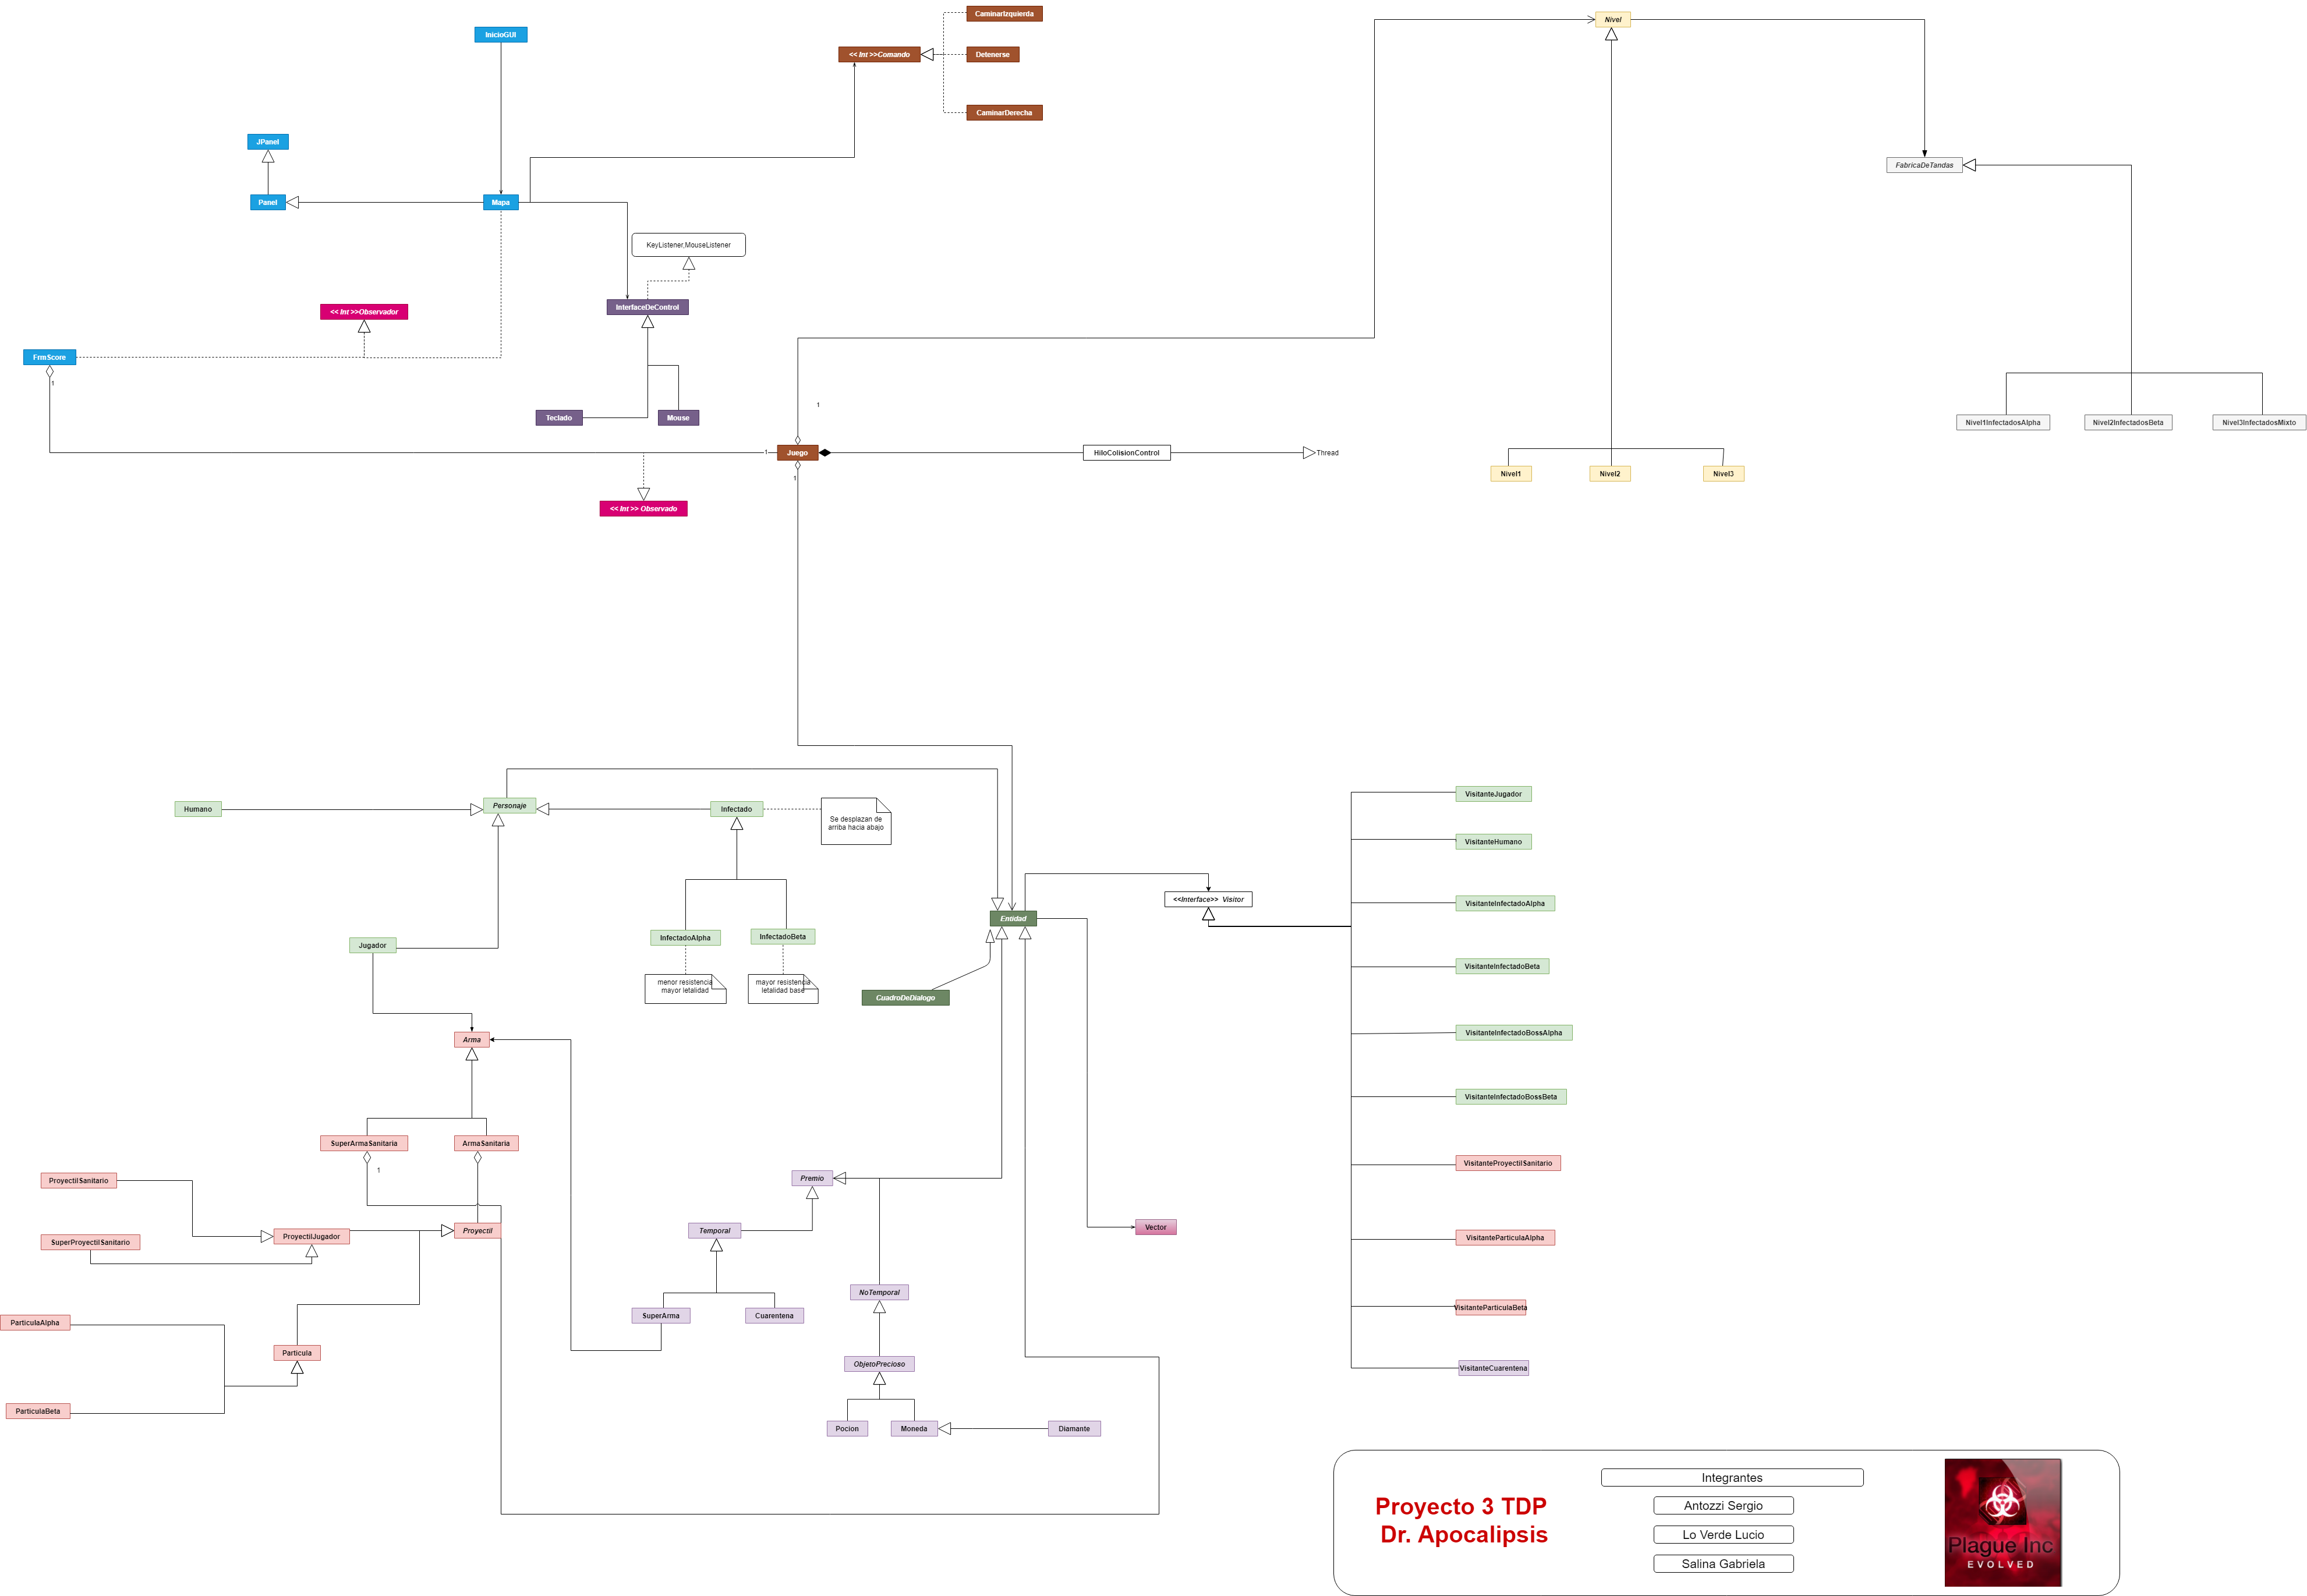 CaminarIzquierda
Nivel
InicioGUI
<< Int >>Comando
Detenerse
CaminarDerecha
JPanel
FabricaDeTandas
Panel
Mapa
KeyListener,MouseListener
InterfaceDeControl
<< Int >>Observador
FrmScore
1
1
Teclado
Mouse
Nivel1InfectadosAlpha
Nivel2InfectadosBeta
Nivel3InfectadosMixto
1
Juego
HiloColisionControl
Thread
1
Nivel1
Nivel2
Nivel3
<< Int >> Observado
VisitanteJugador
Humano
Personaje
Infectado
Se desplazan de
arriba hacia abajo
VisitanteHumano
<<Interface>> Visitor
VisitanteInfectadoAlpha
Entidad
InfectadoAlpha
InfectadoBeta
Jugador
VisitanteInfectadoBeta
menor resistencia
mayor letalidad
mayor resistencia
letalidad base
CuadroDeDialogo
Arma
VisitanteInfectadoBossAlpha
VisitanteInfectadoBossBeta
SuperArmaSanitaria
ArmaSanitaria
1
VisitanteProyectilSanitario
ProyectilSanitario
Premio
Vector
SuperProyectilSanitario
ProyectilJugador
Proyectil
Temporal
VisitanteParticulaAlpha
NoTemporal
VisitanteParticulaBeta
SuperArma
Cuarentena
ParticulaAlpha
Particula
ObjetoPrecioso
VisitanteCuarentena
ParticulaBeta
Pocion
Moneda
Diamante
Proyecto 3 TDP
Dr. Apocalipsis
Integrantes
Antozzi Sergio
Lo Verde Lucio
Salina Gabriela
Plague Inc
EVOLVED